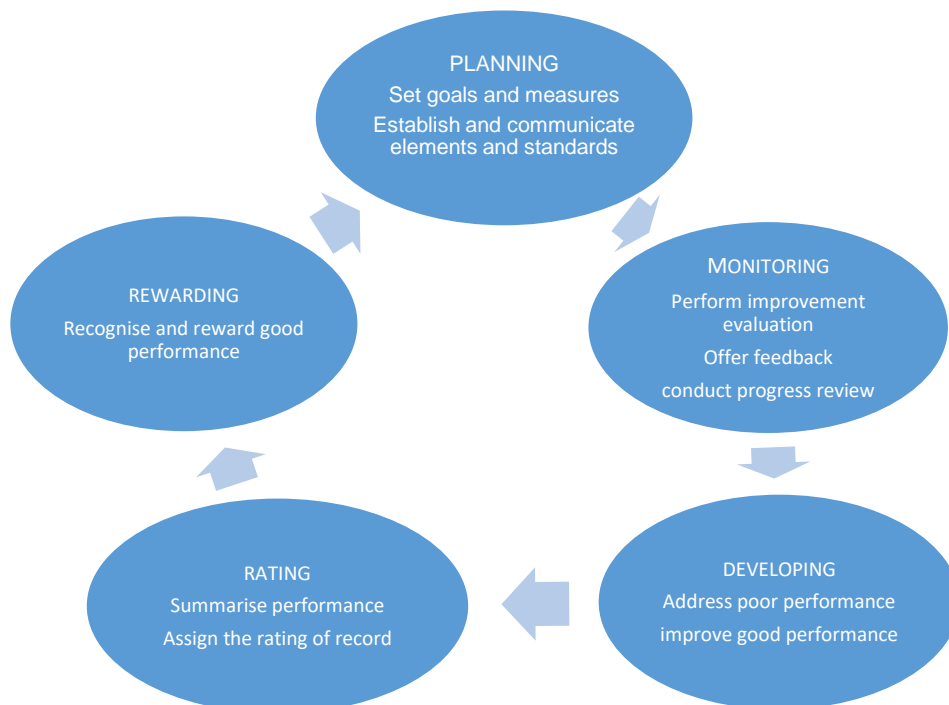 PLANNING
Set goals and measures
Establish and communicate
elements and standards
MONITORING
Perform improvement
evaluation
Offer feedback
conduct progress review
DEVELOPING
Address poor performance
improve good performance
RATING
Summarise performance
Assign the rating of record
REWARDING
Recognise and reward good
performance